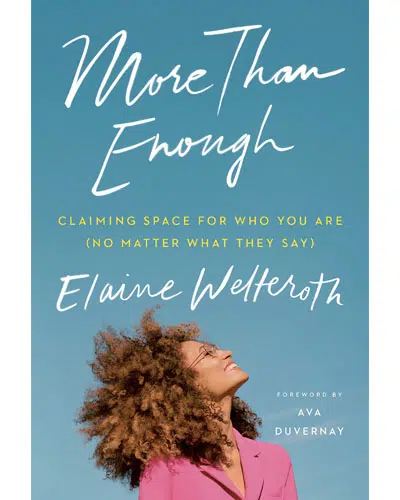 More Than
Enough
CLAIMING SPACE FOR WHO YOU ARE
(NO MATTER WHAT THEY SAY)
Elaine Welteroth
FOREWORD BY
AVA
DUVERNAY